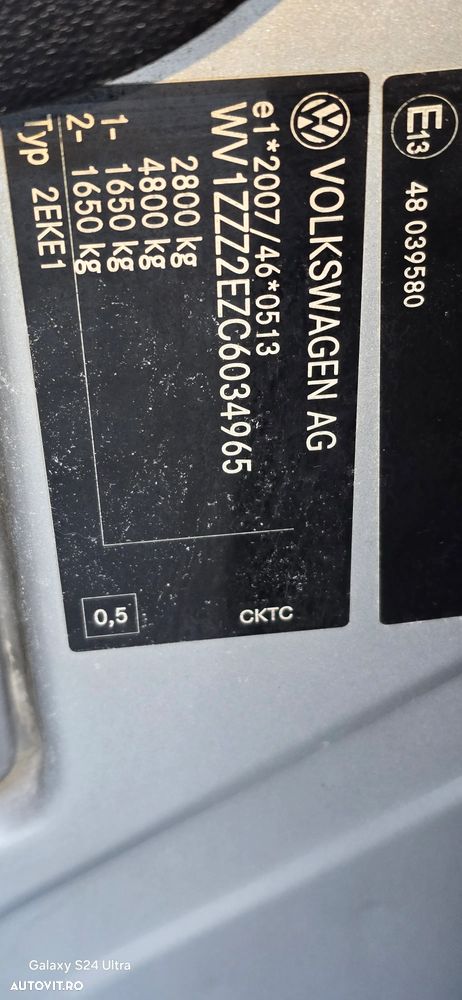 VOLKSWAGEN AG
e1*2007/46*0513
WV1ZZZ2EZC6034965
2800 kg
4800 kg
1- 1650 kg
2- 1650 kg
Typ 2EKE1
0,5
CKTC
E13
48 039580
Galaxy S24 Ultra
AUTOVIT.RO